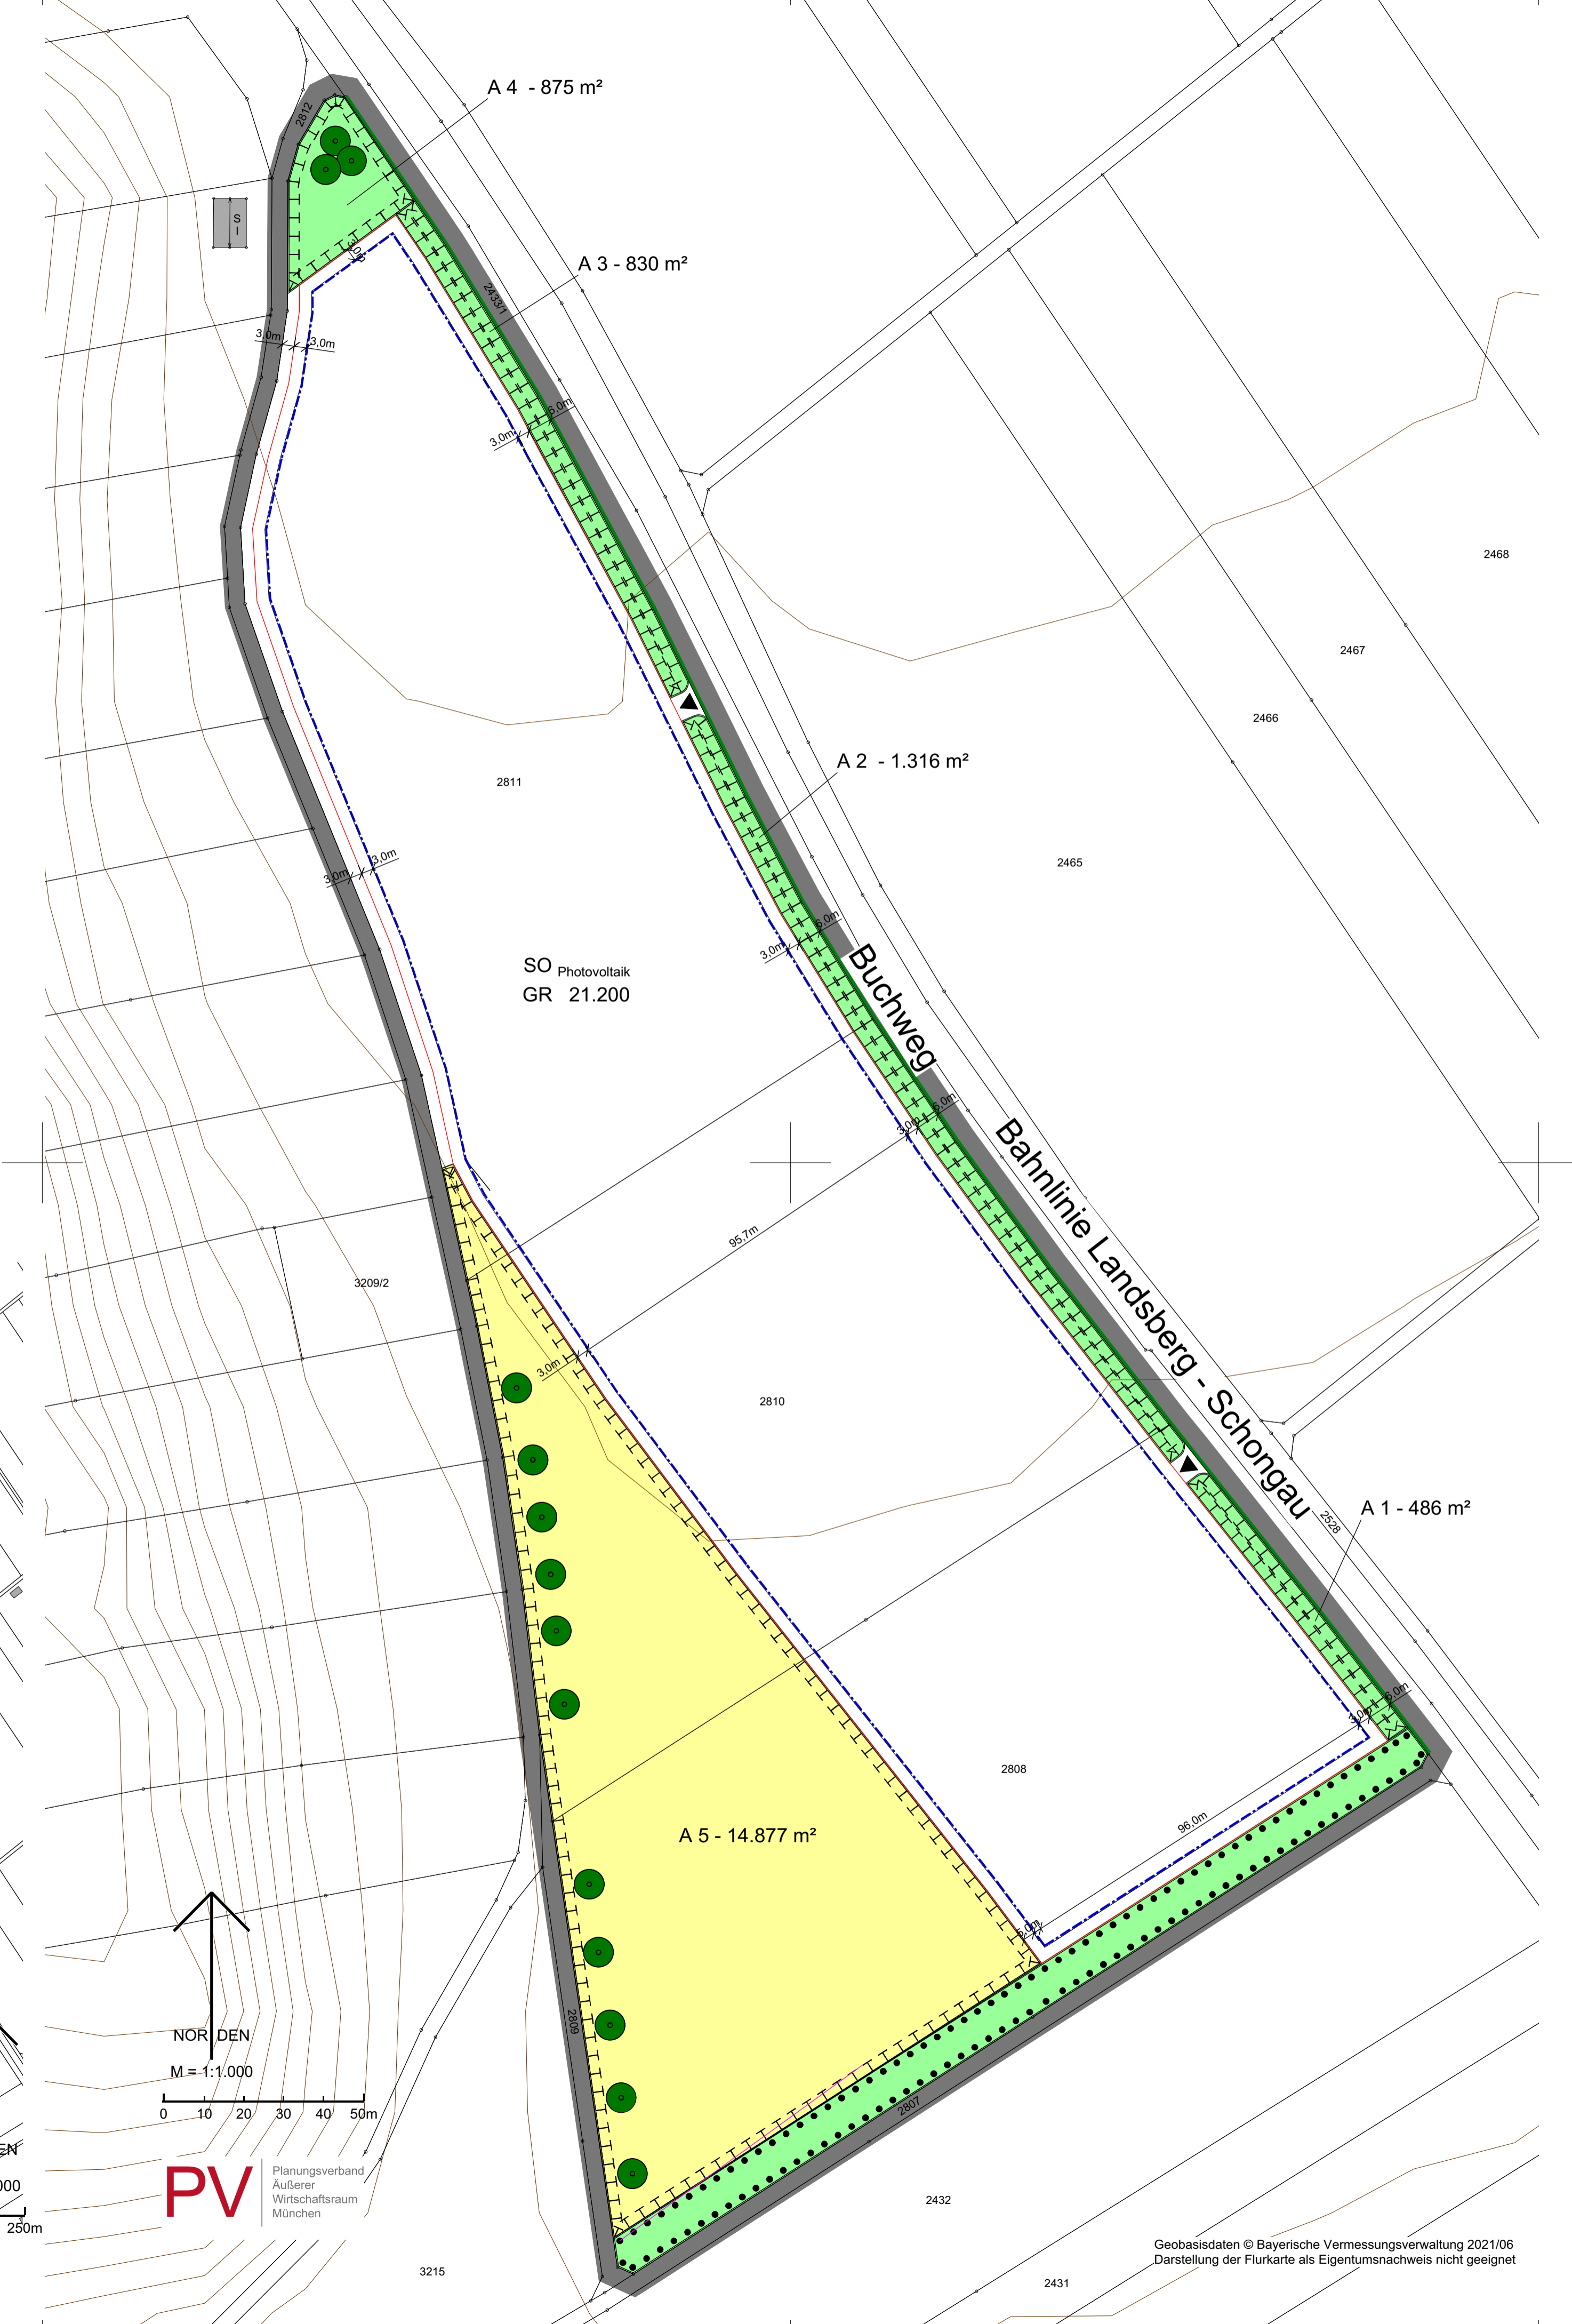 A 4 - 875 m²
2812
S
I
3,0m
A 3 - 830 m²
2433/1
3,0m
3,0m
6,0m
3,0m
2468
2467
2466
A 2 - 1.316 m²
2811
2465
3,0m
3,0m
6,0m
3,0m
SO Photovoltaik
GR 21.200
Buchweg
6,0m
3,0m
Bahnlinie Landsberg - Schongau
95,7m
3209/2
3,0m
2810
A 1 - 486 m²
2528
6,0m
3,0m
2808
96,0m
A 5 - 14.877 m²
2809
2807
NORDEN
M = 1:1.000
0 10 20 30 40 50m
EN
000
250m
PV
Planungsverband
Äußerer
Wirtschaftsraum
München
2432
3215
2431
Geobasisdaten © Bayerische Vermessungsverwaltung 2021/06
Darstellung der Flurkarte als Eigentumsnachweis nicht geeignet